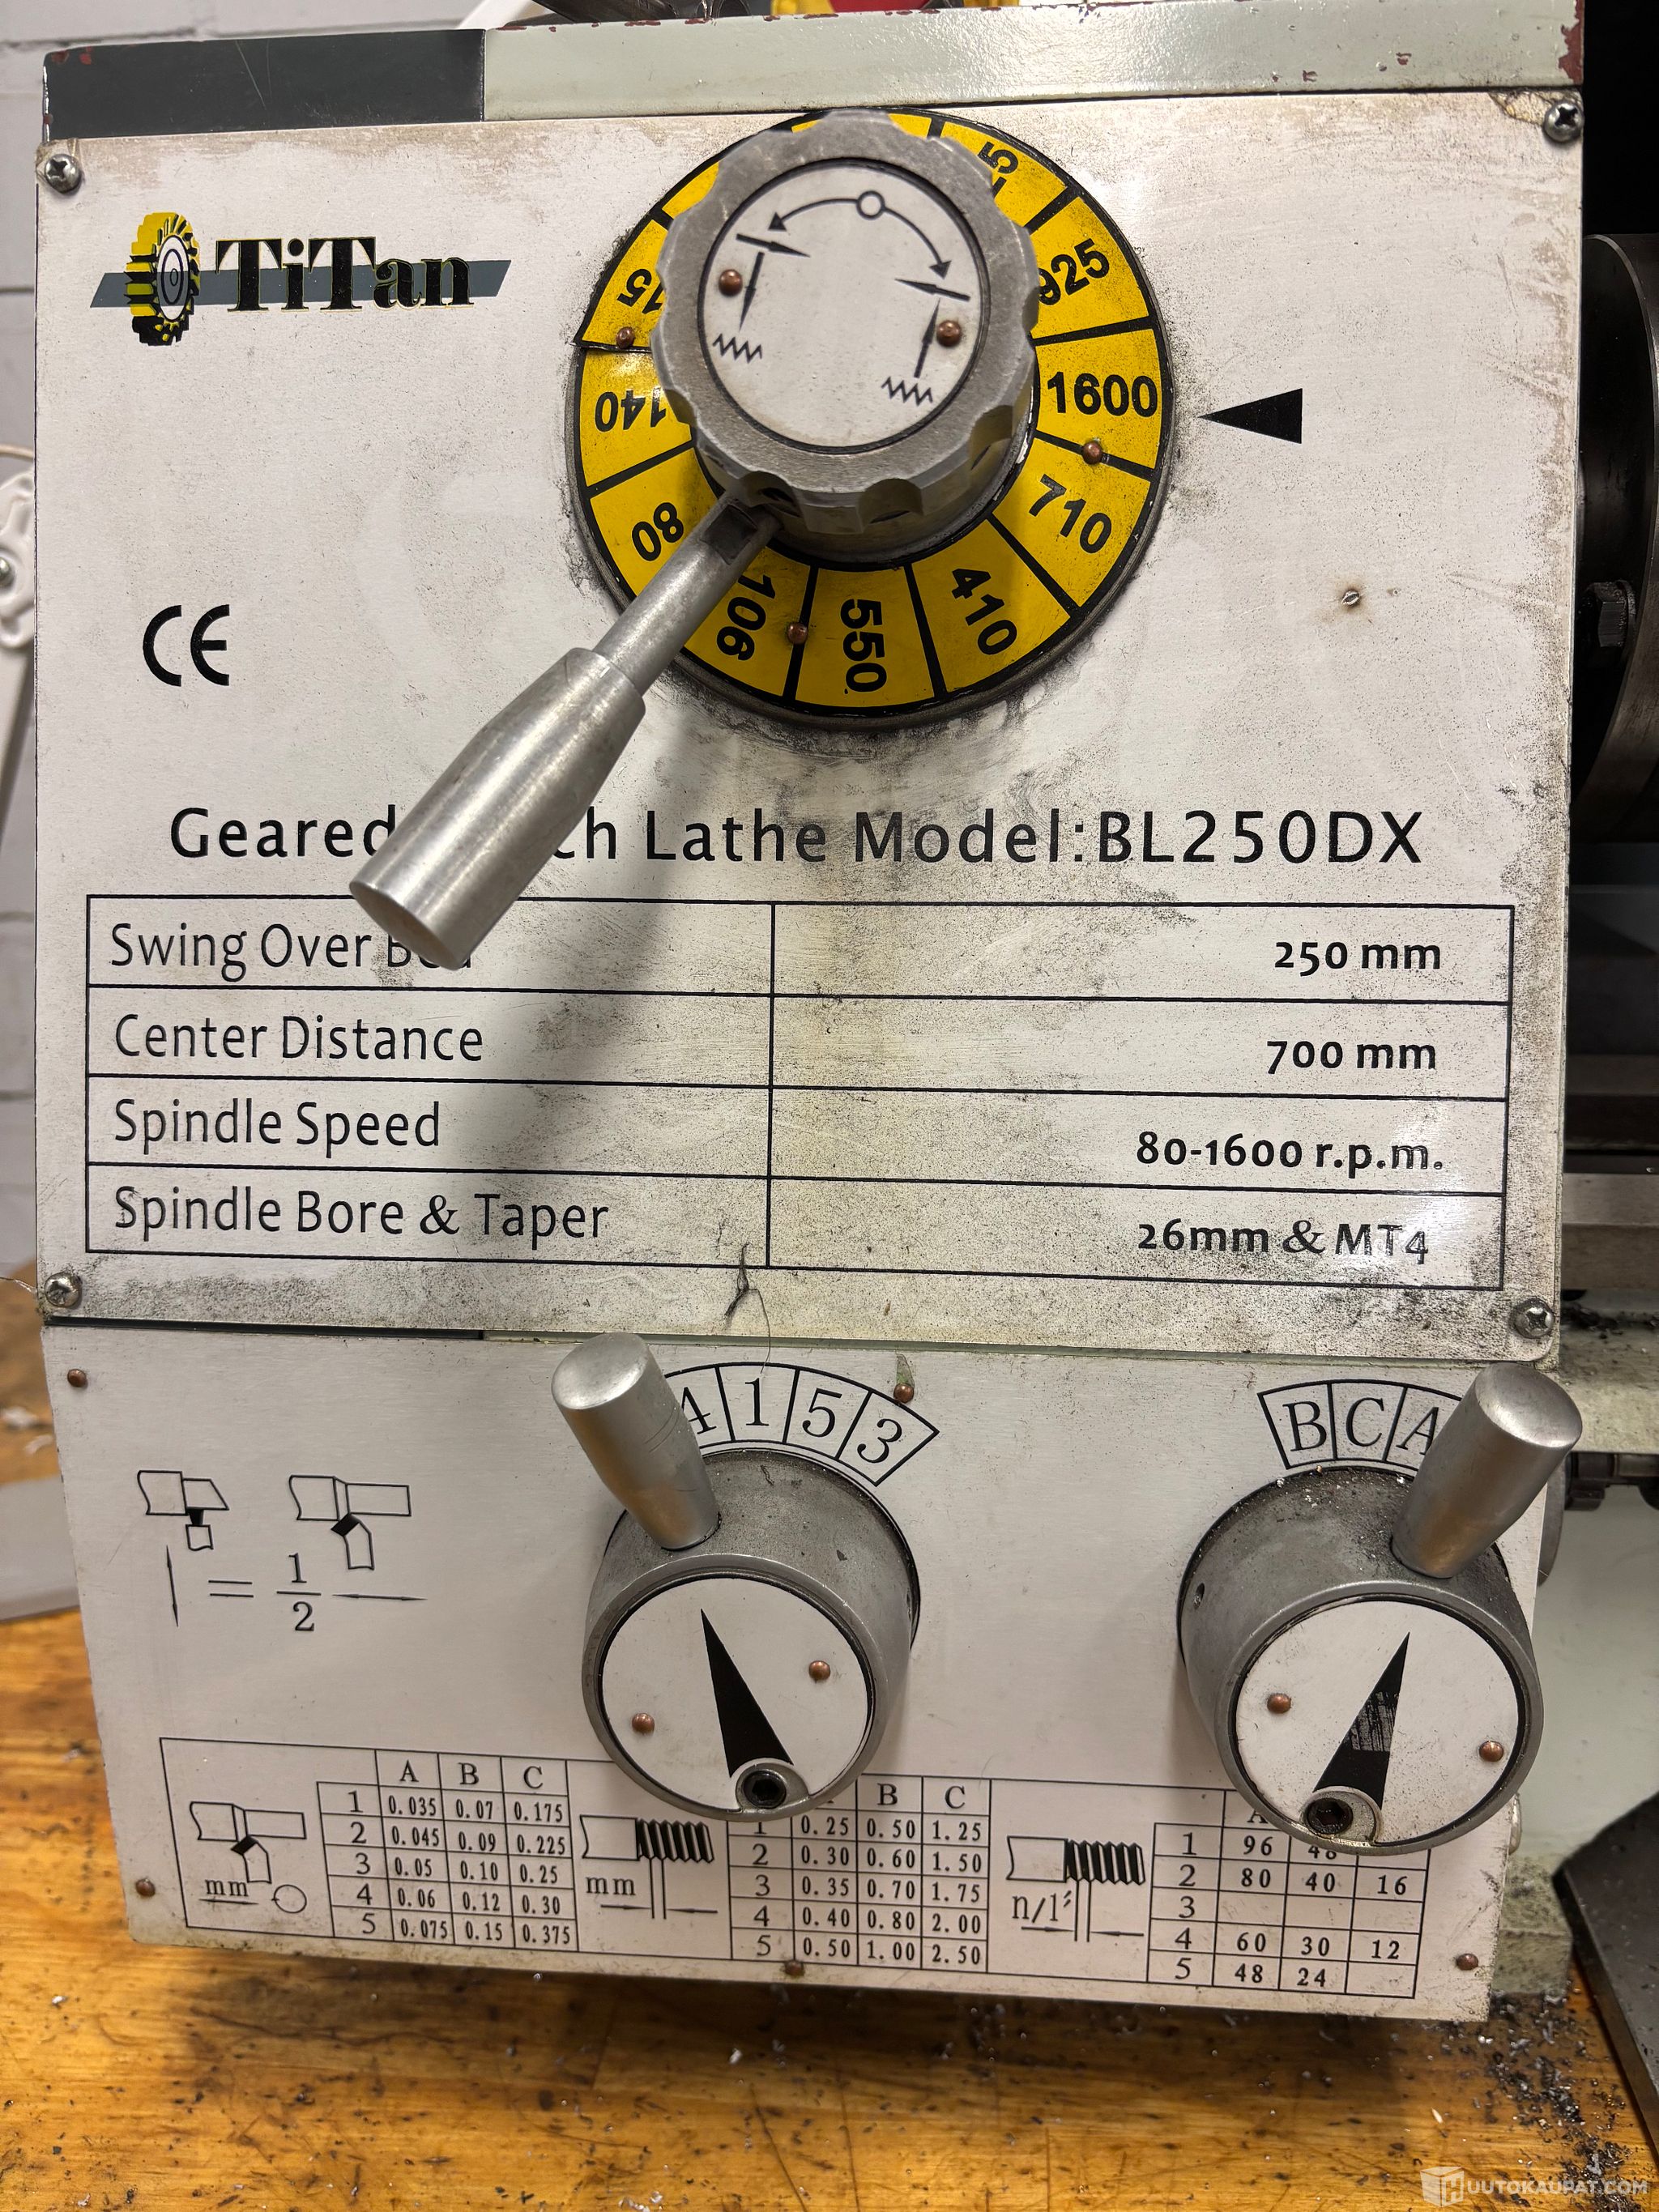 TiTan
925
1600
710
410
550
106
80
140
CE
Geared Lathe Model:BL250DX
Swing Over 250 mm
Center Distance 700 mm
Spindle Speed 80-1600 r.p.m.
Spindle Bore & Taper 26mm & MT4
4 1 5 3
B C A
= 1/2
A B C
1 0.035 0.07 0.175
2 0.045 0.09 0.225
3 0.05 0.10 0.25
4 0.06 0.12 0.30
5 0.075 0.15 0.375
mm
B C
1 0.25 0.50 1.25
2 0.30 0.60 1.50
3 0.35 0.70 1.75
4 0.40 0.80 2.00
5 0.50 1.00 2.50
mm
A
1 96 48
2 80 40 16
3
4 60 30 12
5 48 24
n/1"
HUUTOKAUPAT.COM